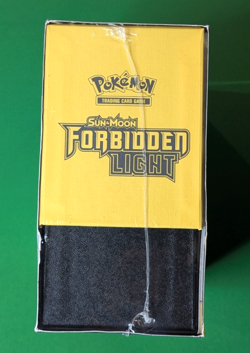 POKéMON
TRADING CARD GAME
SUN & MOON
FORBIDDEN
LIGHT